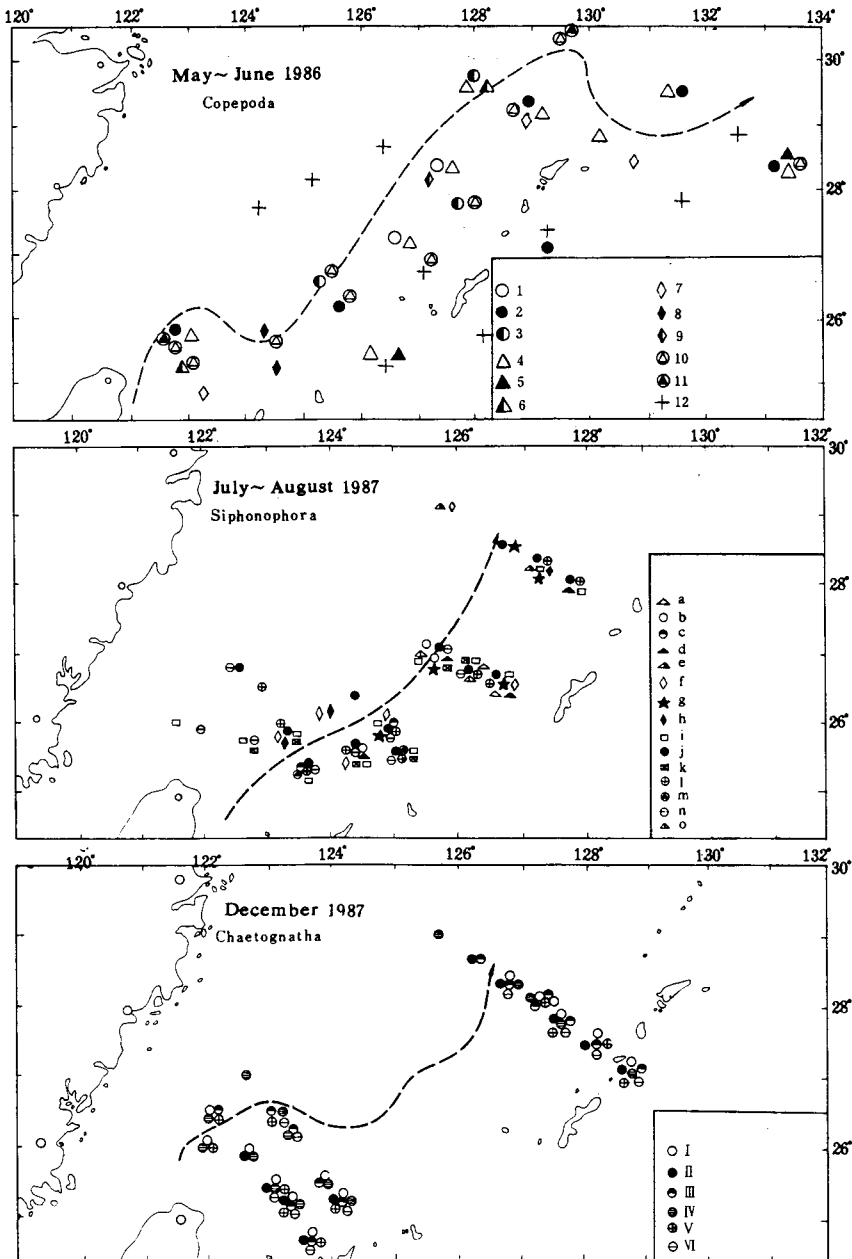 120° 122° 124° 126° 128° 130° 132° 134°
May~June 1986
Copepoda
30°
28°
26°
1 7
2 8
3 9
4 10
5 11
6 12
120° 122° 124° 126° 128° 130° 132°
July~August 1987
Siphonophora
30°
28°
26°
a
b
c
d
e
f
g
h
i
j
k
l
m
n
o
120° 122° 124° 126° 128° 130° 132°
December 1987
Chaetognatha
30°
28°
26°
I
II
III
IV
V
VI